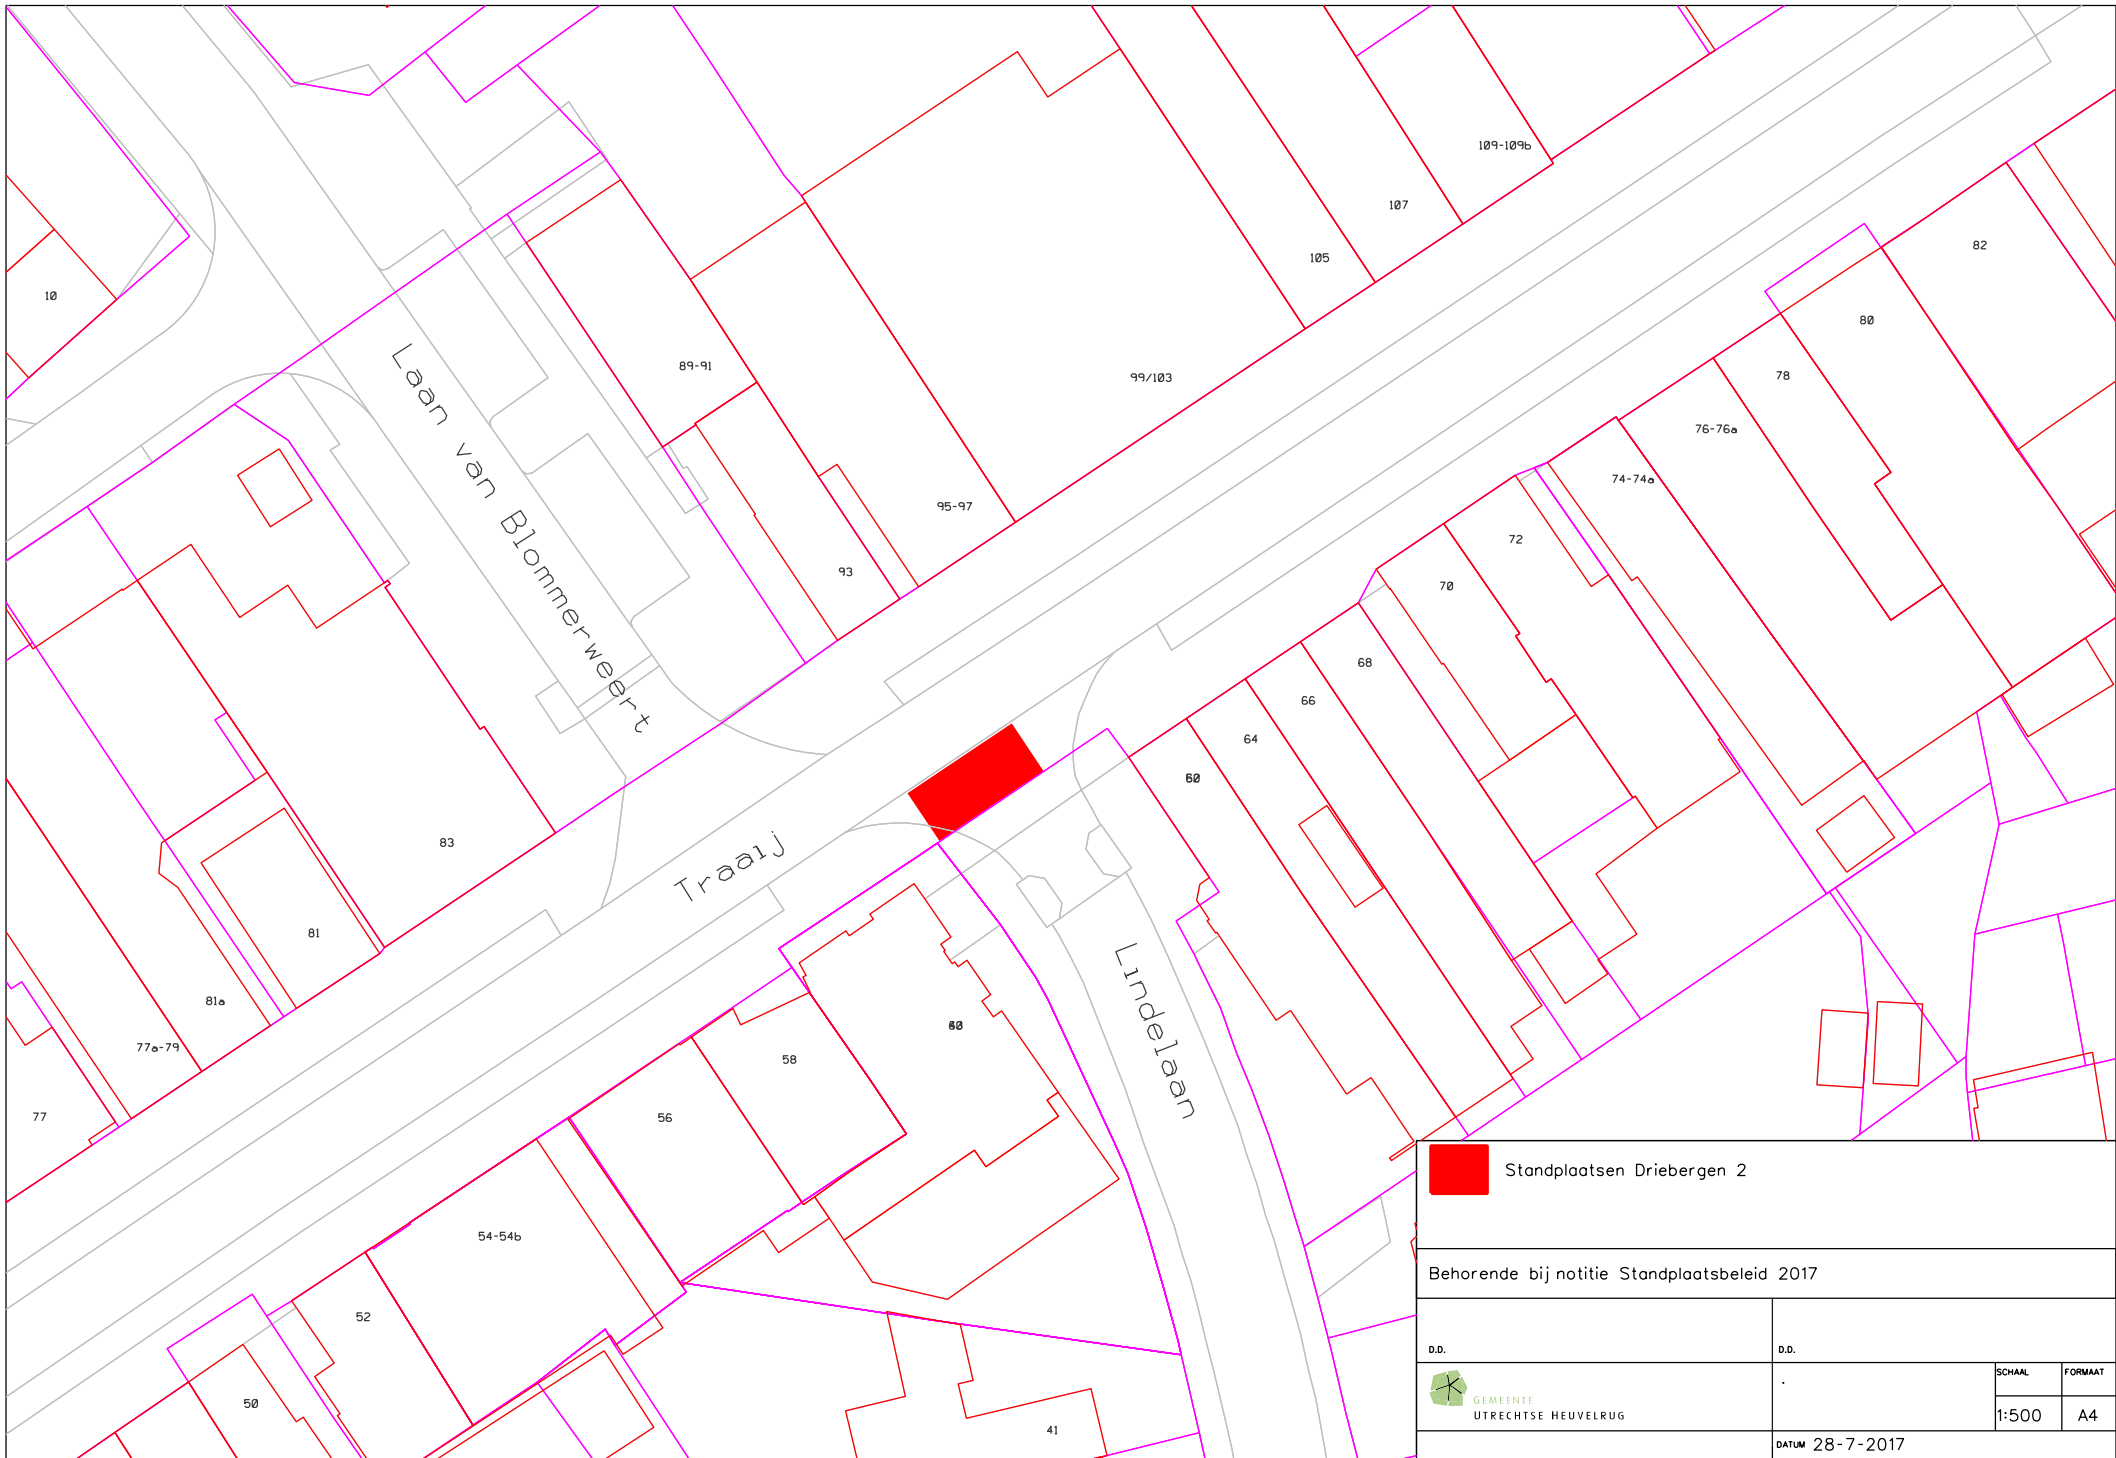 109-109b
107
82
105
10
80
89-91
99/103
78
76-76a
74-74a
95-97
72
93
70
68
66
64
60
83
81
81a
77a-79
77
58
56
54-54b
52
50
41
Laan van Blommerweert
Traaij
Lindelaan
Standplaatsen Driebergen 2
Behorende bij notitie Standplaatsbeleid 2017
D.D.
D.D.
GEMEENTE
UTRECHTSE HEUVELRUG
SCHAAL
FORMAAT
1:500
A4
DATUM 28-7-2017